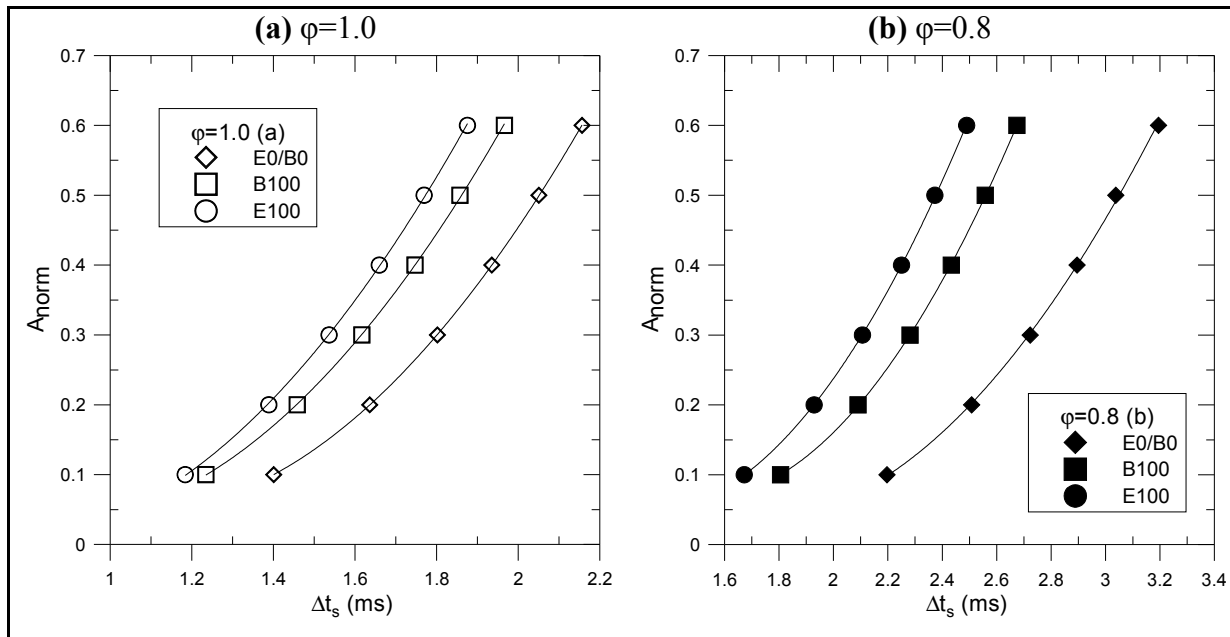 (a) φ=1.0
(b) φ=0.8
0.7
0.6
0.5
0.4
0.3
0.2
0.1
0
A norm
φ=1.0 (a)
E0/B0
B100
E100
1 1.2 1.4 1.6 1.8 2 2.2
Δt s (ms)
0.7
0.6
0.5
0.4
0.3
0.2
0.1
0
A norm
φ=0.8 (b)
E0/B0
B100
E100
1.6 1.8 2 2.2 2.4 2.6 2.8 3 3.2 3.4
Δt s (ms)